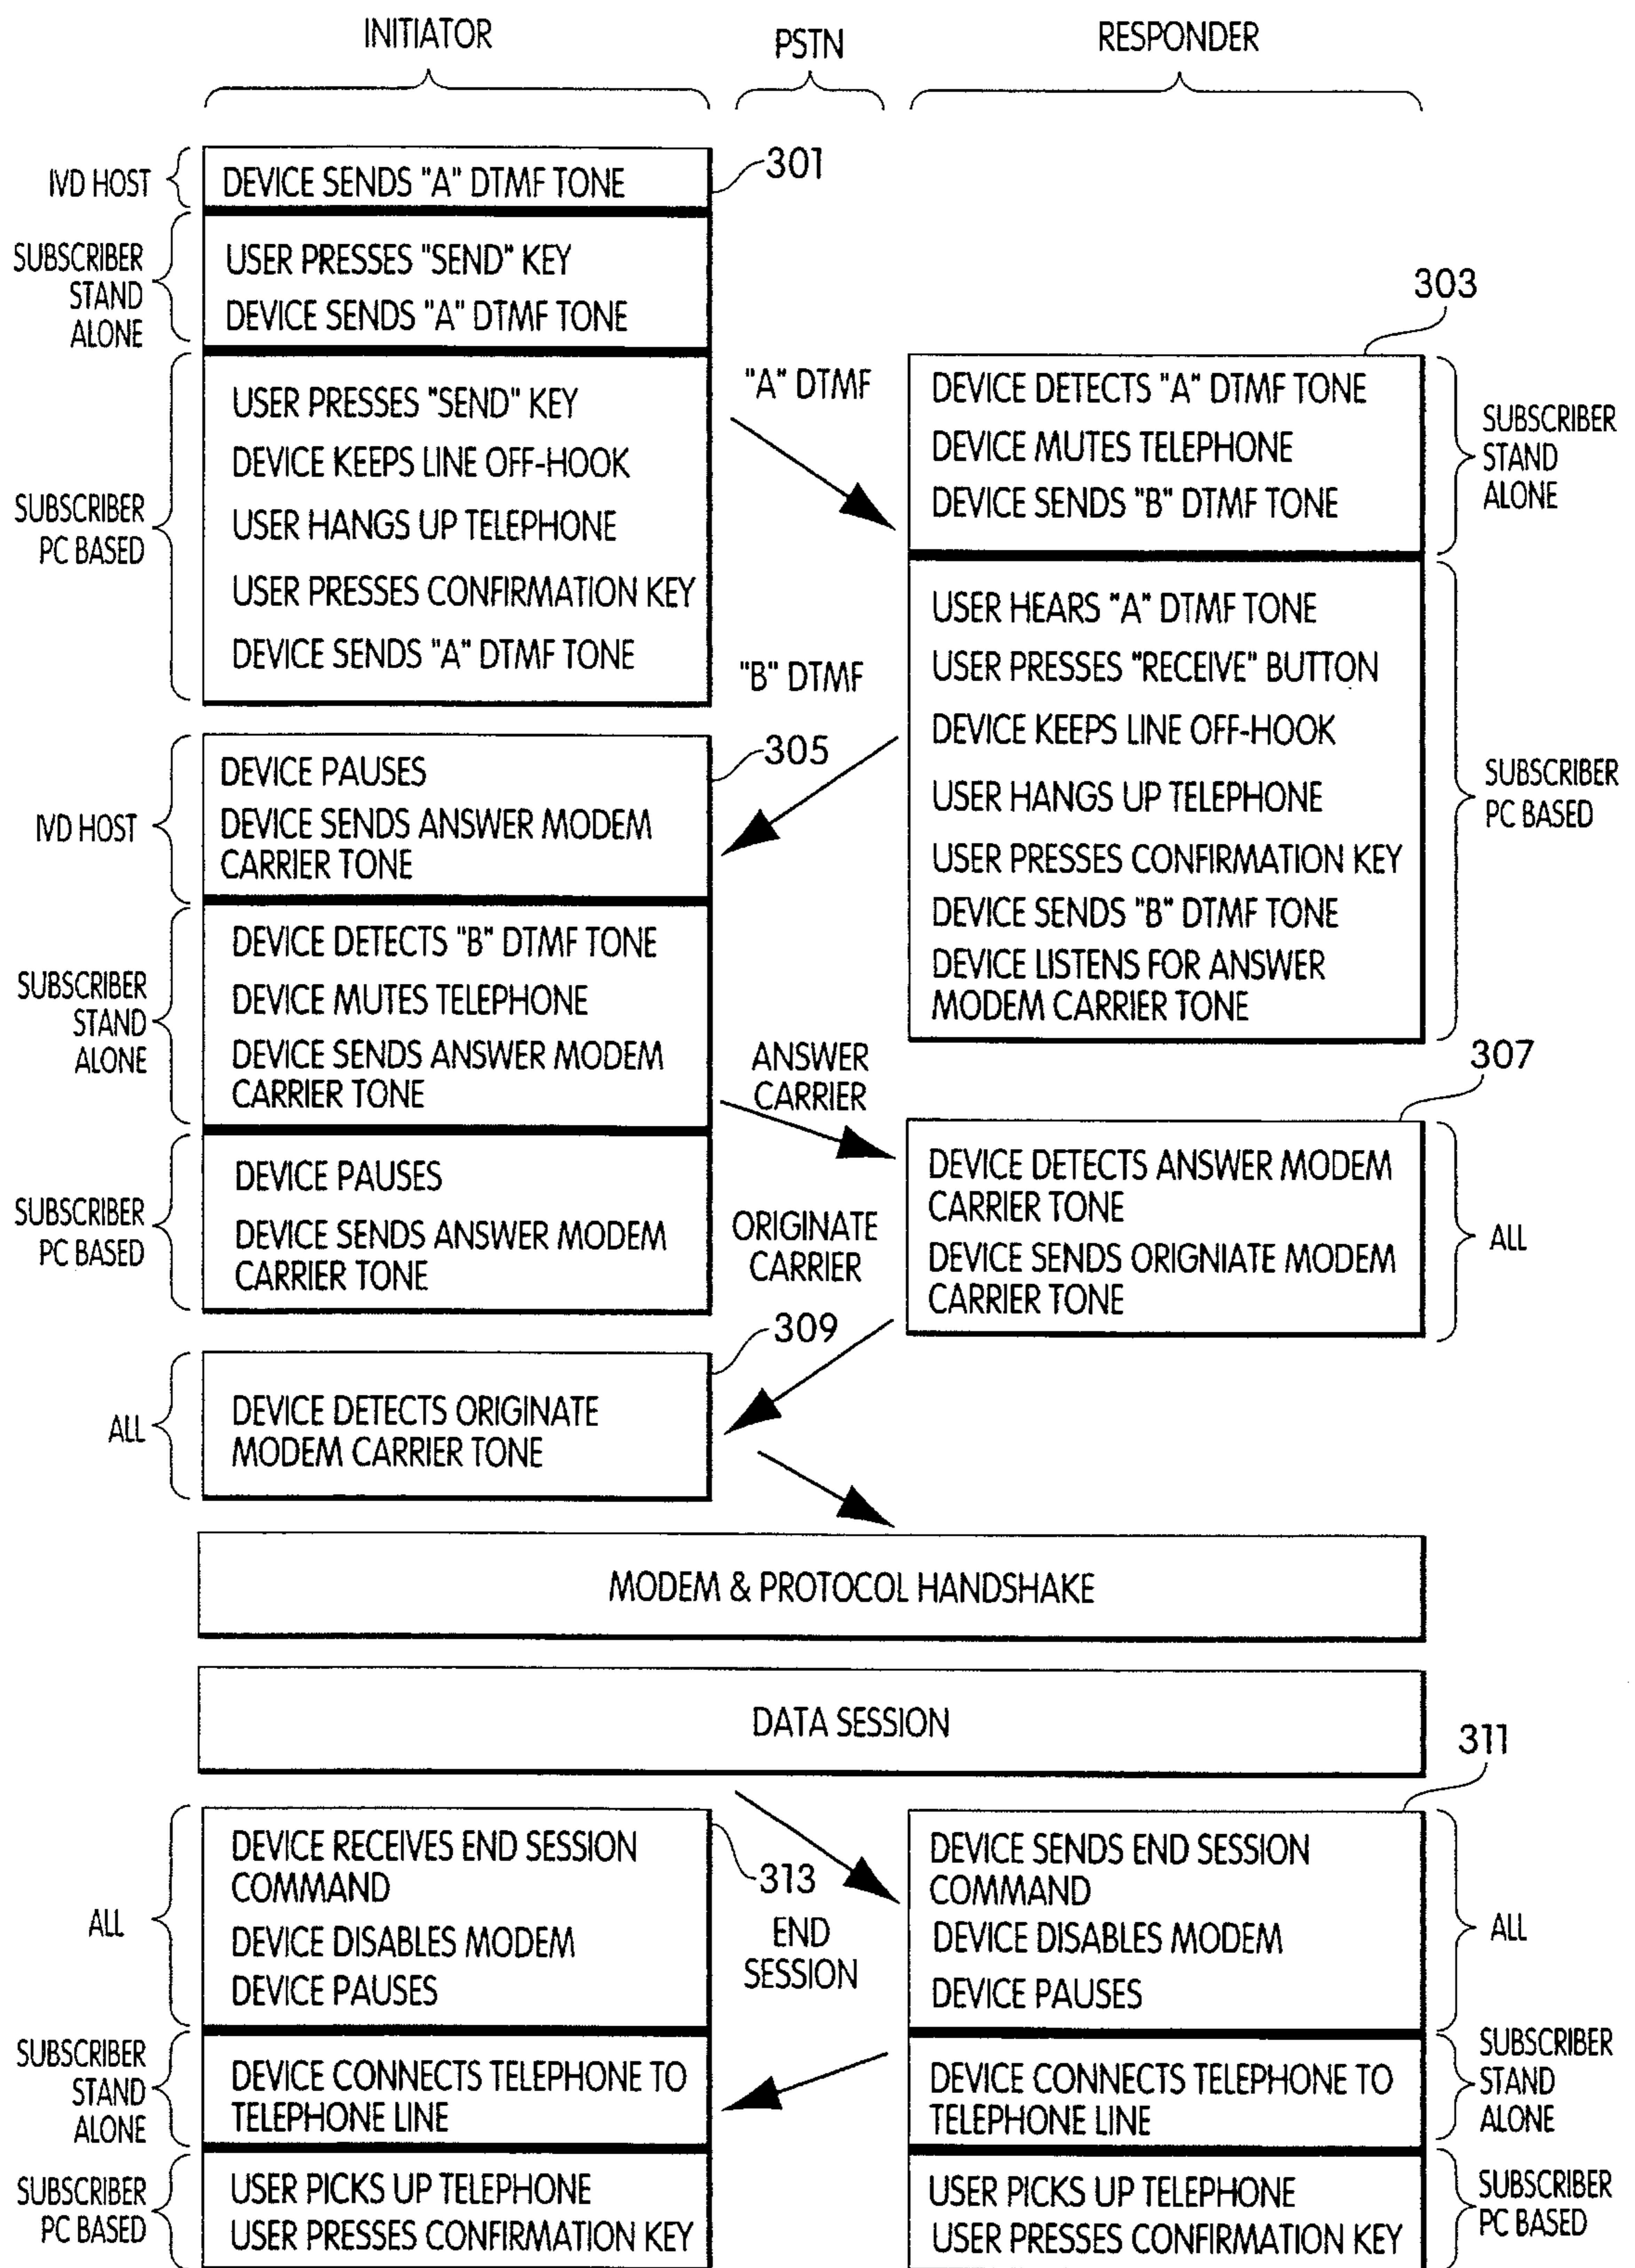 INITIATOR
PSTN
RESPONDER
IVD HOST
DEVICE SENDS "A" DTMF TONE
301
SUBSCRIBER
STAND
ALONE
USER PRESSES "SEND" KEY
DEVICE SENDS "A" DTMF TONE
SUBSCRIBER
PC BASED
USER PRESSES "SEND" KEY
DEVICE KEEPS LINE OFF-HOOK
USER HANGS UP TELEPHONE
USER PRESSES CONFIRMATION KEY
DEVICE SENDS "A" DTMF TONE
"A" DTMF
303
DEVICE DETECTS "A" DTMF TONE
DEVICE MUTES TELEPHONE
DEVICE SENDS "B" DTMF TONE
SUBSCRIBER
STAND
ALONE
USER HEARS "A" DTMF TONE
USER PRESSES "RECEIVE" BUTTON
DEVICE KEEPS LINE OFF-HOOK
USER HANGS UP TELEPHONE
USER PRESSES CONFIRMATION KEY
DEVICE SENDS "B" DTMF TONE
DEVICE LISTENS FOR ANSWER
MODEM CARRIER TONE
SUBSCRIBER
PC BASED
"B" DTMF
305
IVD HOST
DEVICE PAUSES
DEVICE SENDS ANSWER MODEM
CARRIER TONE
SUBSCRIBER
STAND
ALONE
DEVICE DETECTS "B" DTMF TONE
DEVICE MUTES TELEPHONE
DEVICE SENDS ANSWER MODEM
CARRIER TONE
SUBSCRIBER
PC BASED
DEVICE PAUSES
DEVICE SENDS ANSWER MODEM
CARRIER TONE
ANSWER
CARRIER
307
DEVICE DETECTS ANSWER MODEM
CARRIER TONE
DEVICE SENDS ORIGNIATE MODEM
CARRIER TONE
ALL
ORIGINATE
CARRIER
309
ALL
DEVICE DETECTS ORIGINATE
MODEM CARRIER TONE
MODEM & PROTOCOL HANDSHAKE
DATA SESSION
311
ALL
DEVICE RECEIVES END SESSION
COMMAND
DEVICE DISABLES MODEM
DEVICE PAUSES
313
END
SESSION
DEVICE SENDS END SESSION
COMMAND
DEVICE DISABLES MODEM
DEVICE PAUSES
ALL
SUBSCRIBER
STAND
ALONE
DEVICE CONNECTS TELEPHONE TO
TELEPHONE LINE
DEVICE CONNECTS TELEPHONE TO
TELEPHONE LINE
SUBSCRIBER
STAND
ALONE
SUBSCRIBER
PC BASED
USER PICKS UP TELEPHONE
USER PRESSES CONFIRMATION KEY
USER PICKS UP TELEPHONE
USER PRESSES CONFIRMATION KEY
SUBSCRIBER
PC BASED